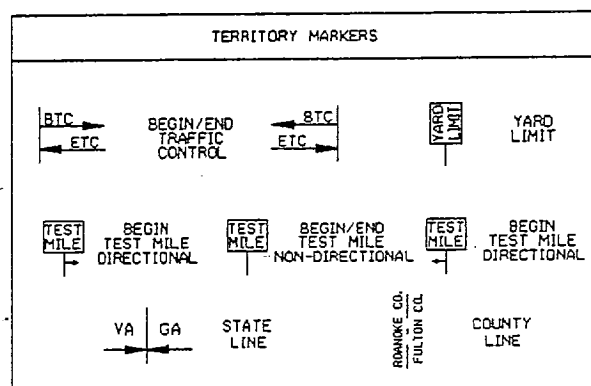 TERRITORY MARKERS
BTC
ETC
BEGIN/END
TRAFFIC
CONTROL
BTC
ETC
YARD
LIMIT
YARD
LIMIT
TEST
MILE
BEGIN
TEST MILE
DIRECTIONAL
TEST
MILE
BEGIN/END
TEST MILE
NON-DIRECTIONAL
TEST
MILE
BEGIN
TEST MILE
DIRECTIONAL
VA
GA
STATE
LINE
ROANOKE CO.
FULTON CO.
COUNTY
LINE